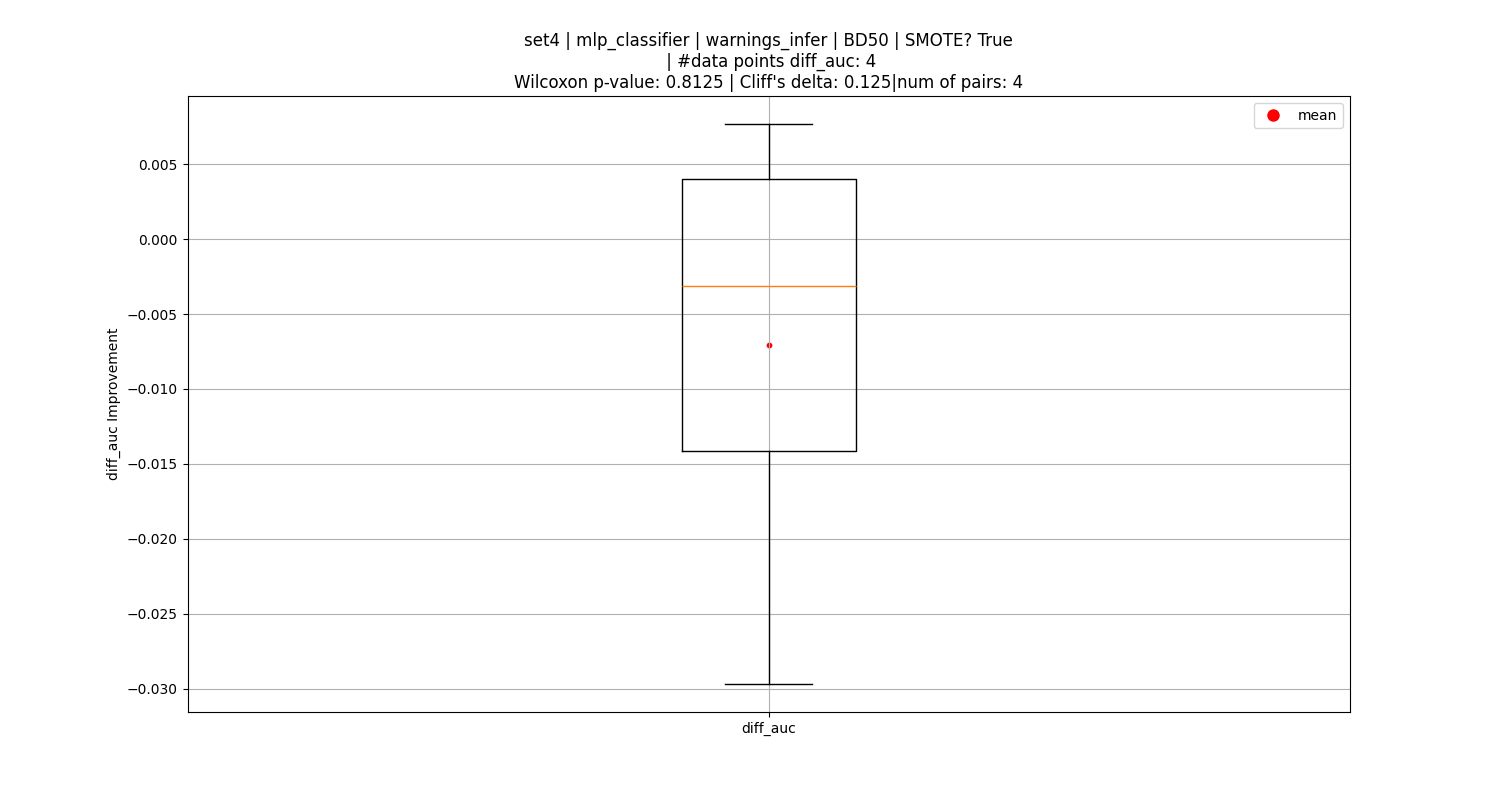 set4 | mlp_classifier | warnings_infer | BD50 | SMOTE? True
| #data points diff_auc: 4
Wilcoxon p-value: 0.8125 | Cliff's delta: 0.125|num of pairs: 4
mean
0.005
0.000
−0.005
−0.010
−0.015
−0.020
−0.025
−0.030
diff_auc Improvement
diff_auc